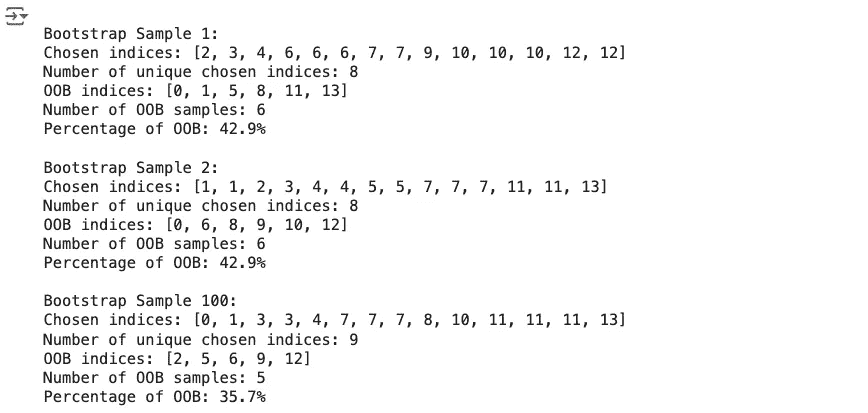 Bootstrap Sample 1:
Chosen indices: [2, 3, 4, 6, 6, 6, 7, 7, 9, 10, 10, 10, 12, 12]
Number of unique chosen indices: 8
OOB indices: [0, 1, 5, 8, 11, 13]
Number of OOB samples: 6
Percentage of OOB: 42.9%
Bootstrap Sample 2:
Chosen indices: [1, 1, 2, 3, 4, 4, 5, 5, 7, 7, 7, 11, 11, 13]
Number of unique chosen indices: 8
OOB indices: [0, 6, 8, 9, 10, 12]
Number of OOB samples: 6
Percentage of OOB: 42.9%
Bootstrap Sample 100:
Chosen indices: [0, 1, 3, 3, 4, 7, 7, 7, 8, 10, 11, 11, 11, 13]
Number of unique chosen indices: 9
OOB indices: [2, 5, 6, 9, 12]
Number of OOB samples: 5
Percentage of OOB: 35.7%